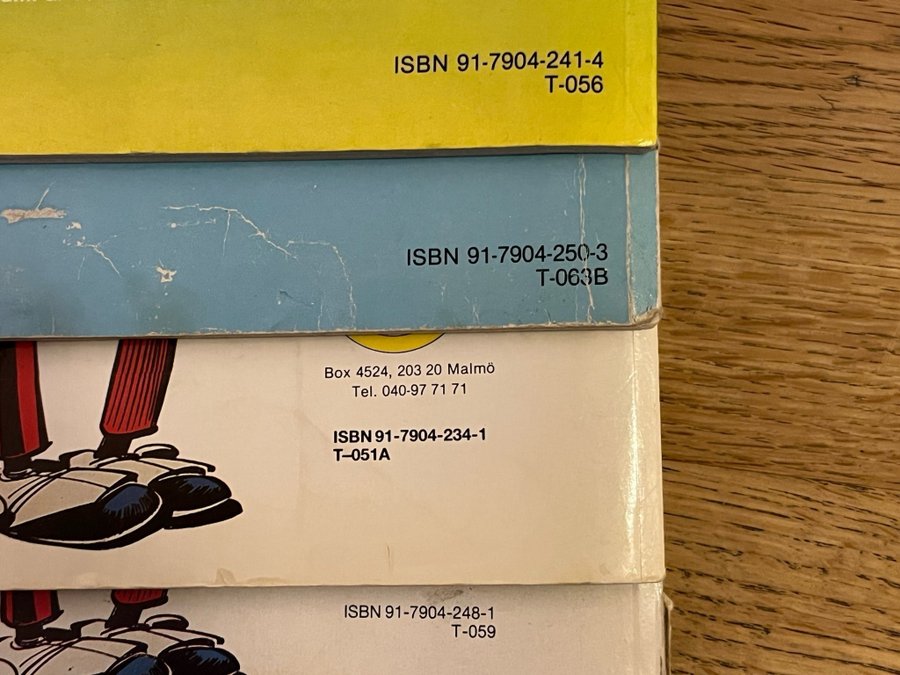 ISBN 91-7904-241-4
T-056
ISBN 91-7904-250-3
T-063B
Box 4524, 203 20 Malmö
Tel. 040-97 71 71
ISBN 91-7904-234-1
T–051A
ISBN 91-7904-248-1
T-059